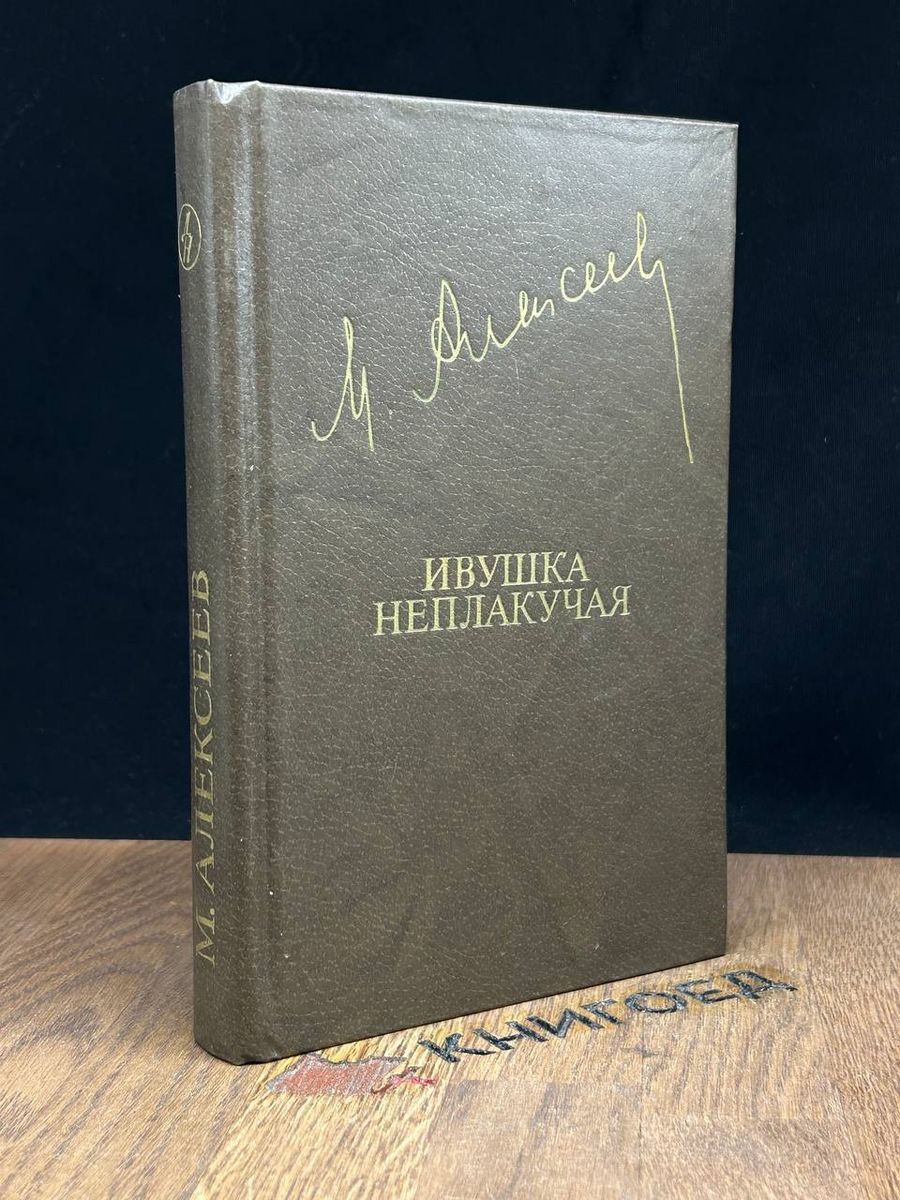 М. Алексеев
ИВУШКА
НЕПЛАКУЧАЯ
М. АЛЕКСЕЕВ
КНИГОЕД